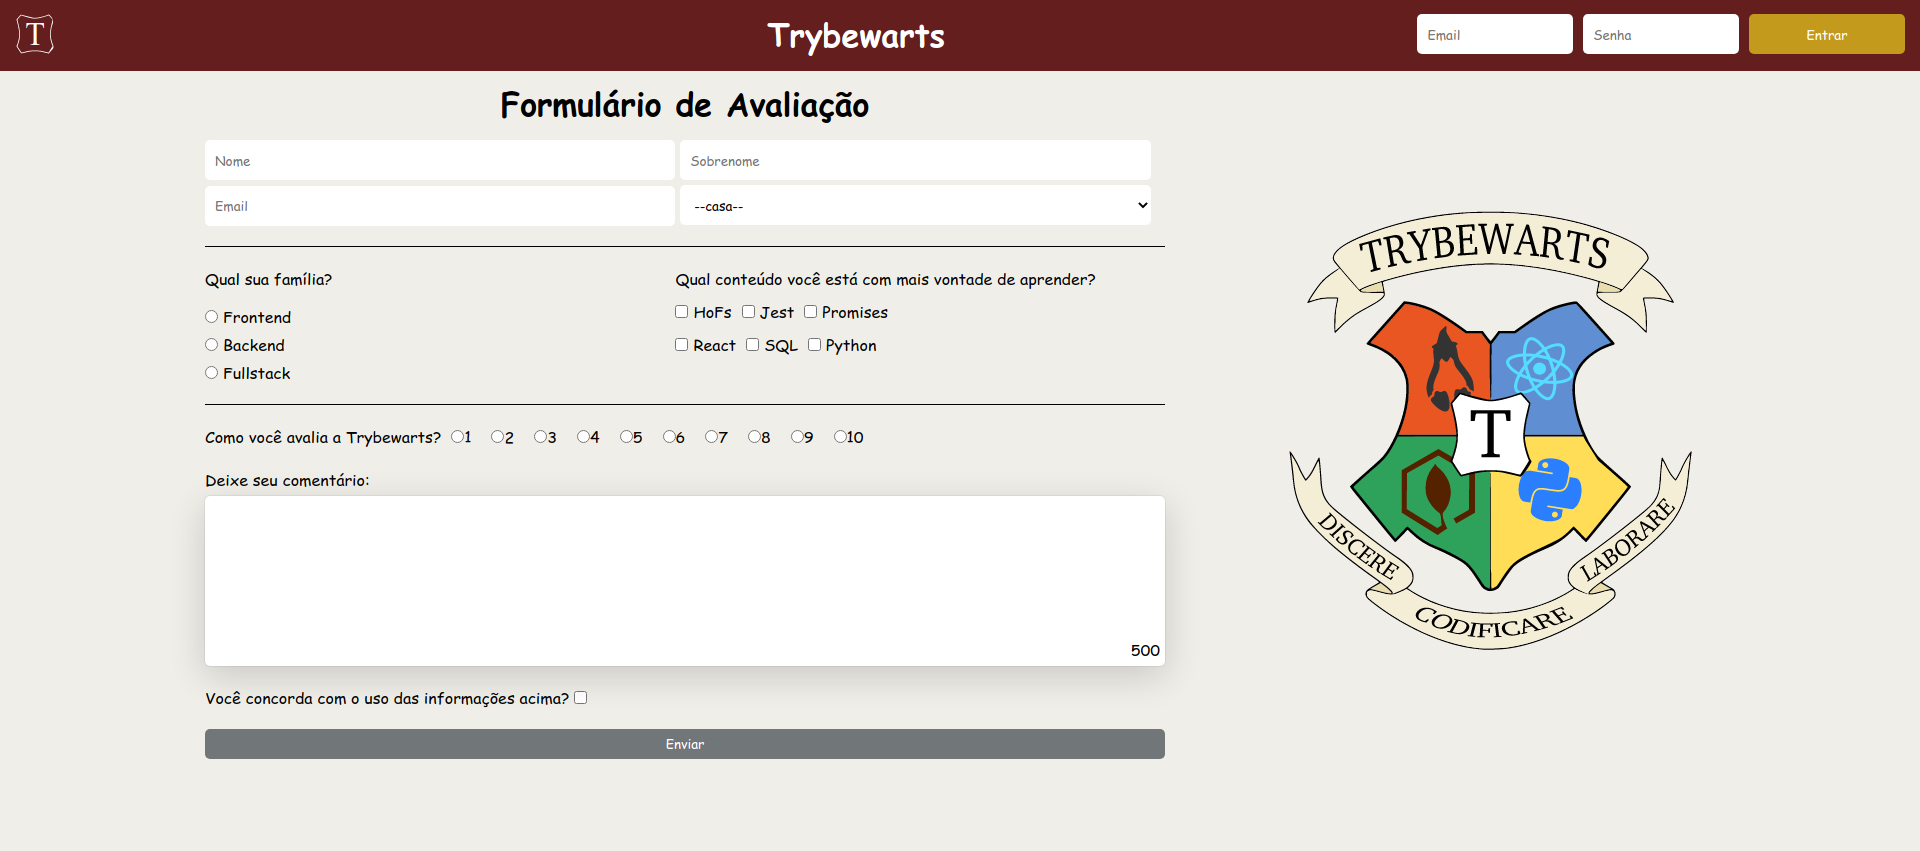 T
Trybewarts
Email
Senha
Entrar
Formulário de Avaliação
Nome
Sobrenome
Email
--casa--
Qual sua família?
Frontend
Backend
Fullstack
Qual conteúdo você está com mais vontade de aprender?
HoFs Jest Promises
React SQL Python
Como você avalia a Trybewarts? 1 2 3 4 5 6 7 8 9 10
Deixe seu comentário:
500
Você concorda com o uso das informações acima?
Enviar
TRYBEWARTS
T
DISCERE
CODIFICARE
LABORARE